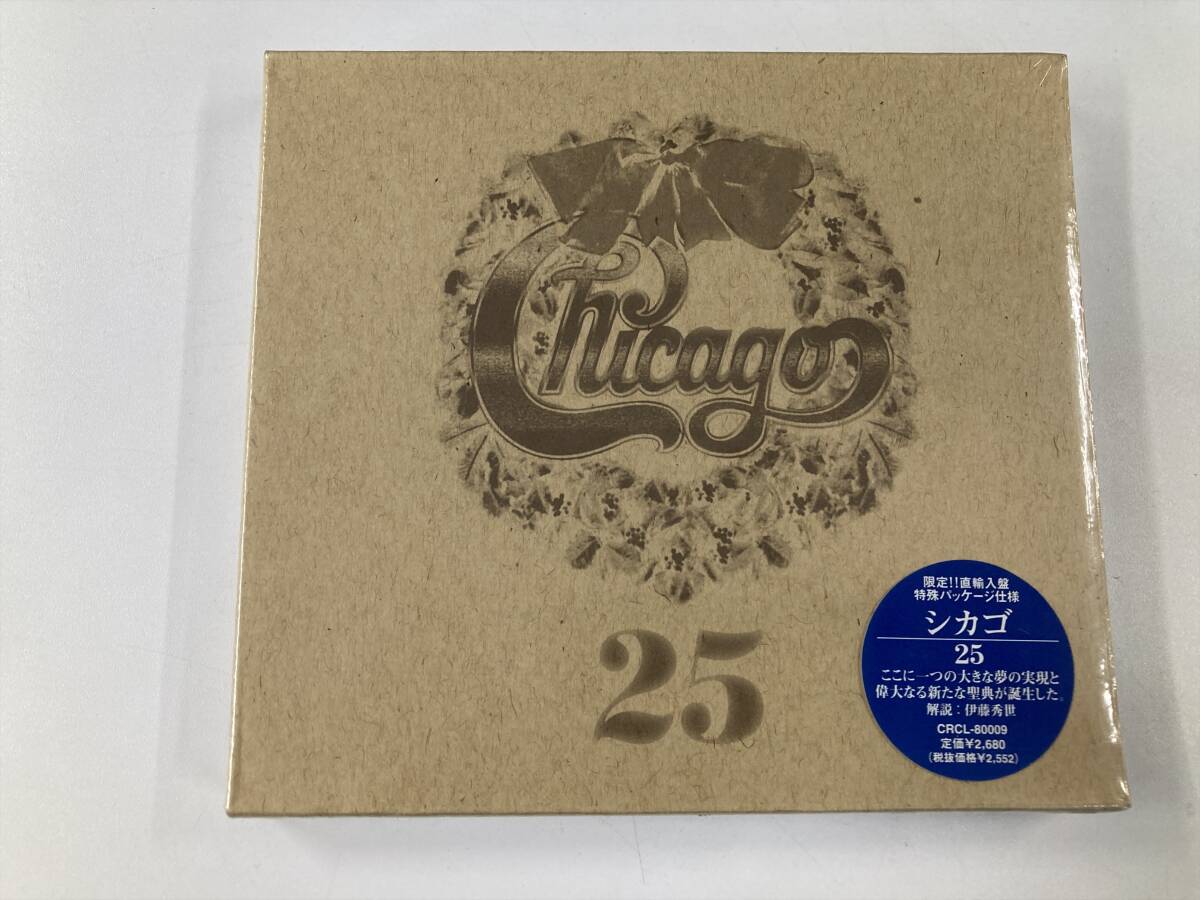 Chicago
25
限定!!直輸入盤
特殊パッケージ仕様
シカゴ
25
ここに一つの大きな夢の実現と
偉大なる新たな聖典が誕生した。
解説：伊藤秀世
CRCL-80009
定価¥2,680
(税抜価格¥2,552)